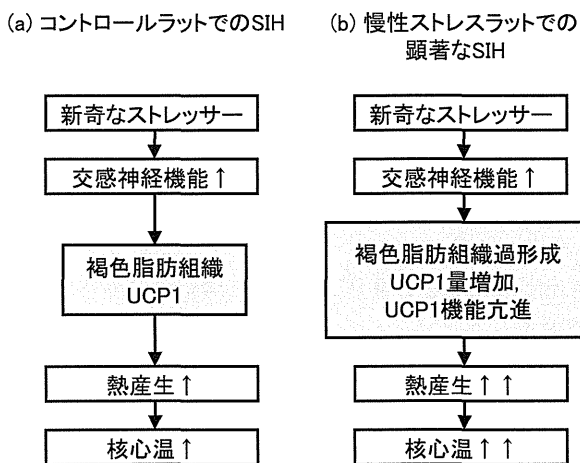 (a) コントロールラットでのSIH
新奇なストレッサー
交感神経機能↑
褐色脂肪組織
UCP1
熱産生↑
核心温↑
(b) 慢性ストレスラットでの
顕著なSIH
新奇なストレッサー
交感神経機能↑
褐色脂肪組織過形成
UCP1量増加,
UCP1機能亢進
熱産生↑↑
核心温↑↑